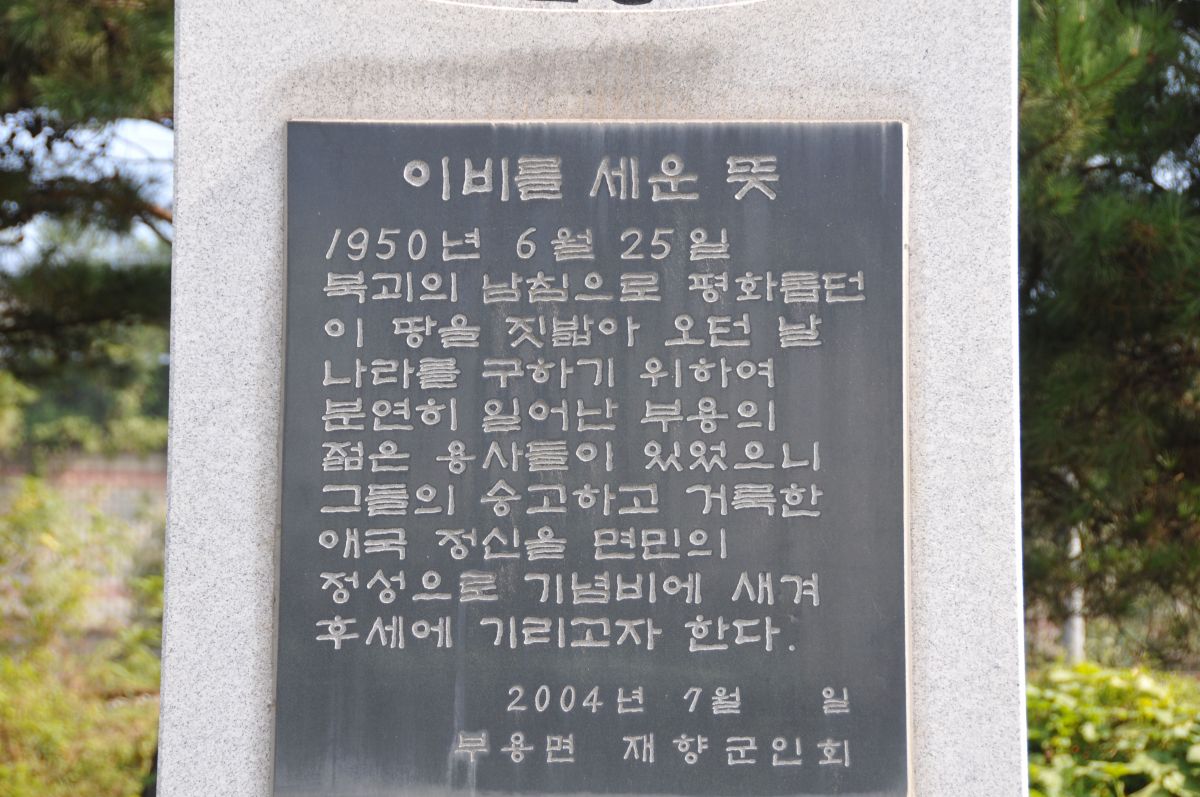 이비를 세운 뜻
1950년 6월 25일
북괴의 남침으로 평화롭던
이 땅을 짓밟아 오던 날
나라를 구하기 위하여
분연히 일어난 부용의
젊은 용사들이 있었으니
그들의 숭고하고 거룩한
애국 정신을 면민의
정성으로 기념비에 새겨
후세에 기리고자 한다.
2004년 7월 일
부용면 재향군인회